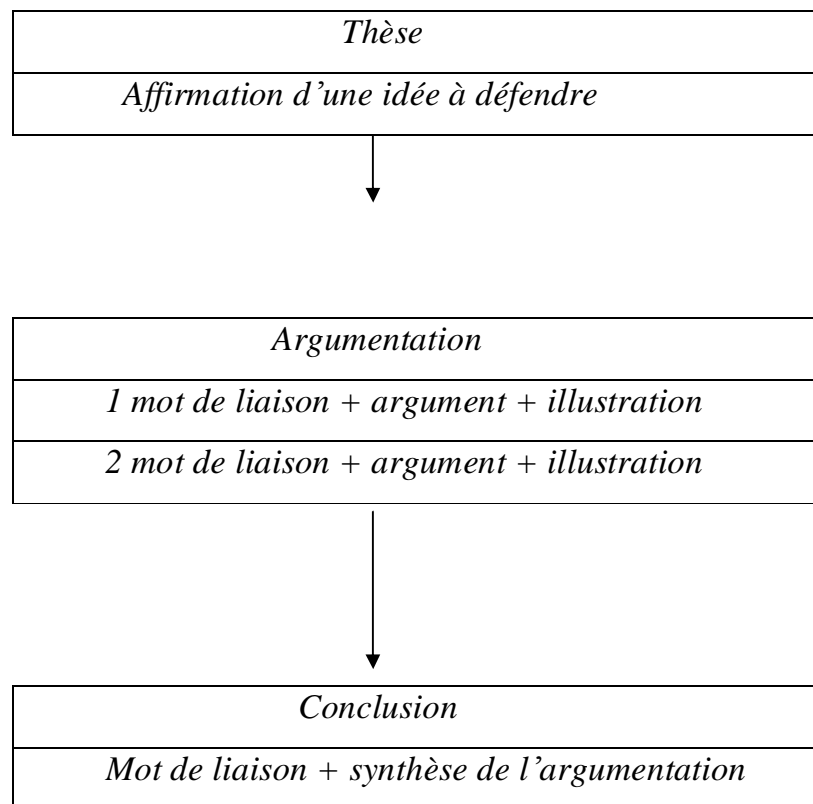 Thèse
Affirmation d’une idée à défendre
Argumentation
1 mot de liaison + argument + illustration
2 mot de liaison + argument + illustration
Conclusion
Mot de liaison + synthèse de l’argumentation